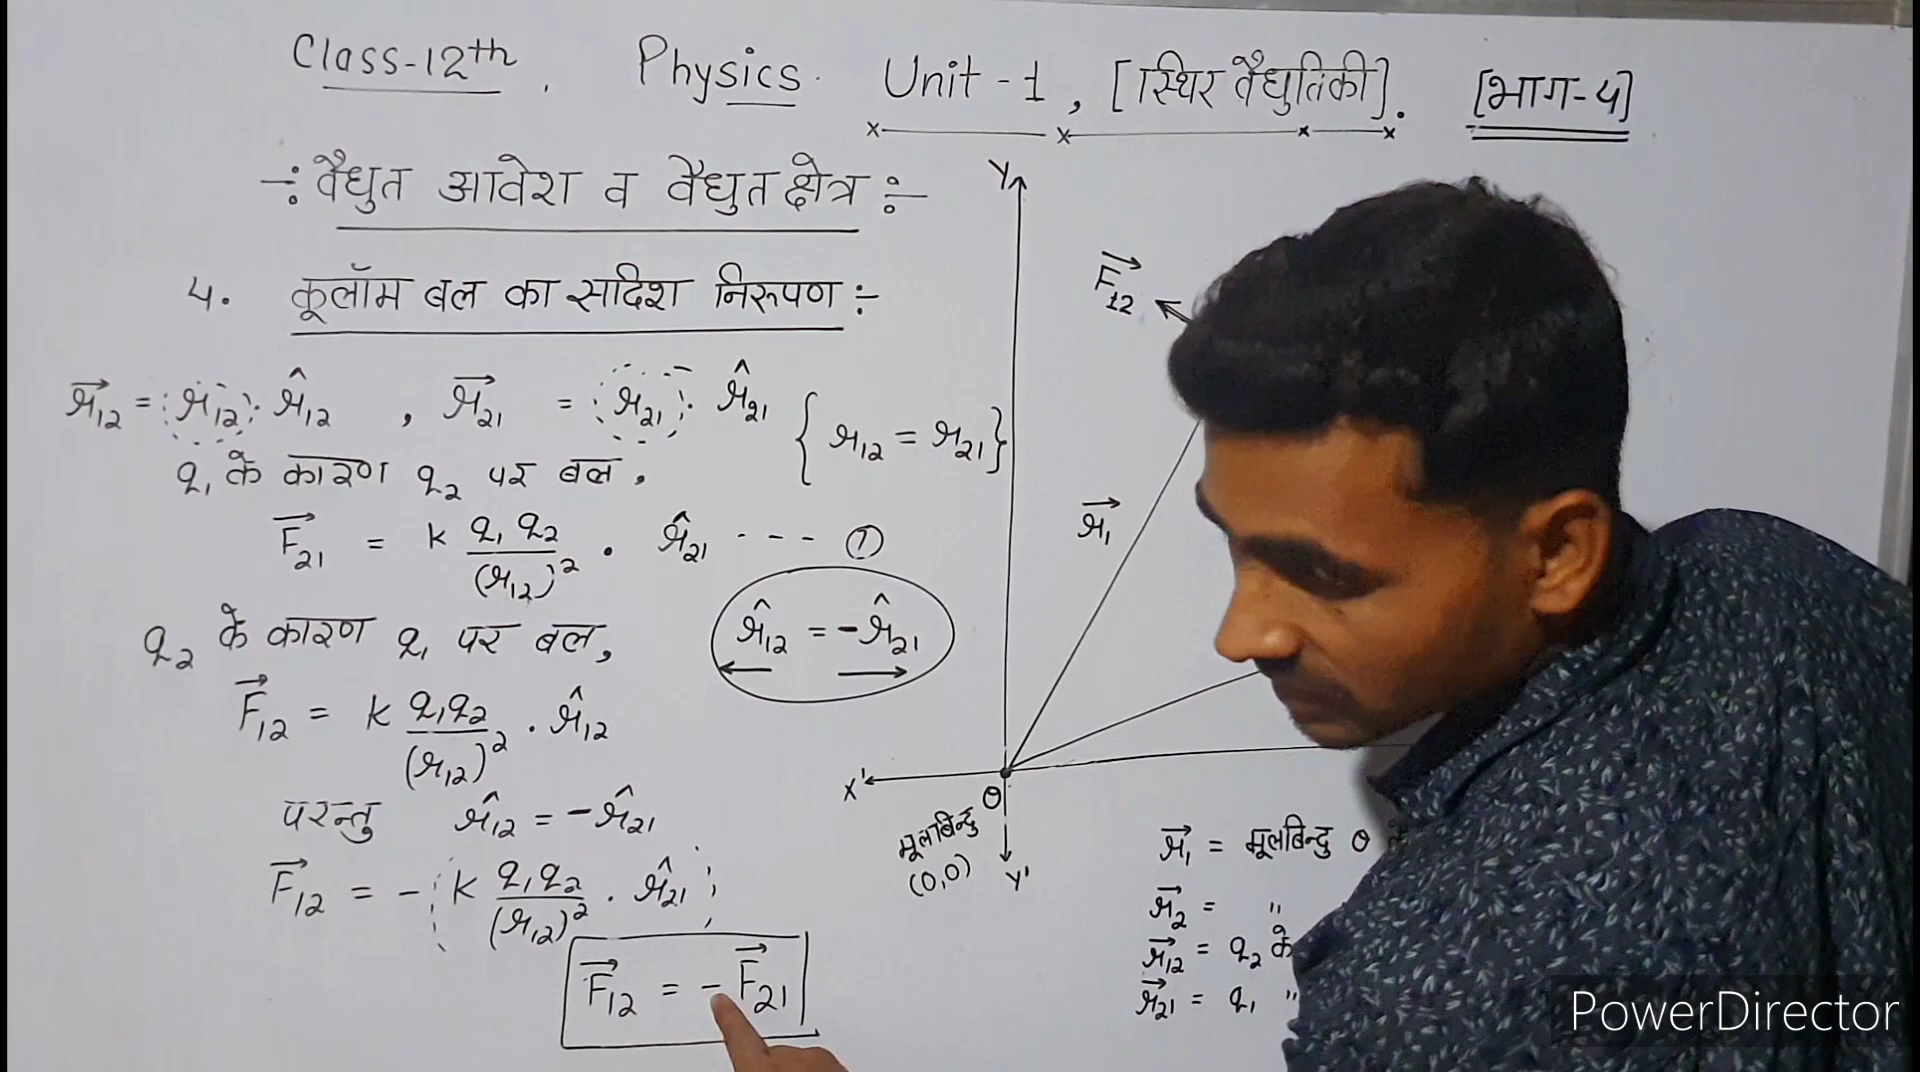 Class-12th, Physics. Unit-1, [स्थिर वैद्युतिकी]. [भाग-4]
-: वैद्युत आवेश व वैद्युत क्षेत्र :-
4. कूलॉम बल का सदिश निरुपण :-
r⃗₁₂ = r₁₂ · r̂₁₂ , r⃗₂₁ = r₂₁ · r̂₂₁ { r₁₂ = r₂₁ }
q₁ के कारण q₂ पर बल,
F⃗₂₁ = k q₁ q₂ / (r₁₂)² · r̂₂₁ ---- ①
r̂₁₂ = - r̂₂₁
q₂ के कारण q₁ पर बल,
F⃗₁₂ = k q₁q₂ / (r₁₂)² · r̂₁₂
परन्तु r̂₁₂ = - r̂₂₁
F⃗₁₂ = - k q₁q₂ / (r₁₂)² · r̂₂₁
F⃗₁₂ = - F⃗₂₁
Y
F⃗₁₂
r⃗₁
X'
O
मूलबिन्दु
(0,0)
Y'
r⃗₁ = मूलबिन्दु O के
r⃗₂ = "
r⃗₁₂ = q₂ के
r⃗₂₁ = q₁ "
PowerDirector